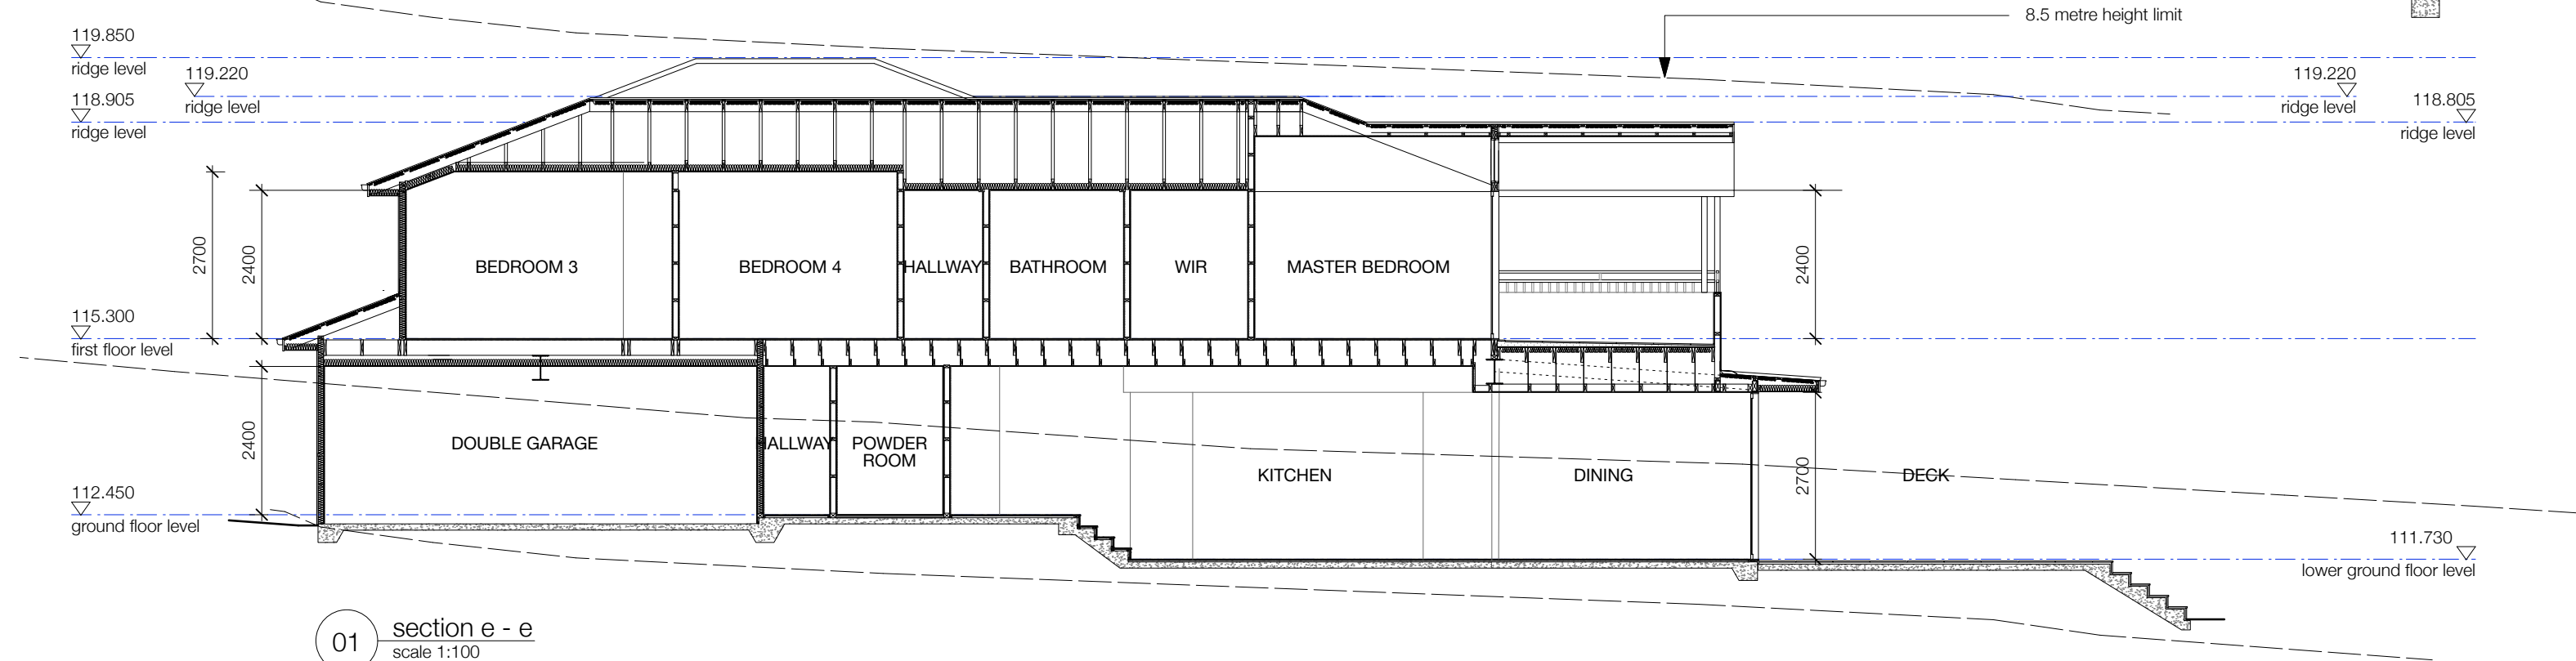 8.5 metre height limit
119.850
ridge level
119.220
ridge level
118.905
ridge level
119.220
ridge level
118.805
ridge level
2700
2400
BEDROOM 3
BEDROOM 4
HALLWAY
BATHROOM
WIR
MASTER BEDROOM
2400
115.300
first floor level
2400
DOUBLE GARAGE
HALLWAY
POWDER
ROOM
KITCHEN
DINING
2700
DECK
112.450
ground floor level
111.730
lower ground floor level
01
section e - e
scale 1:100